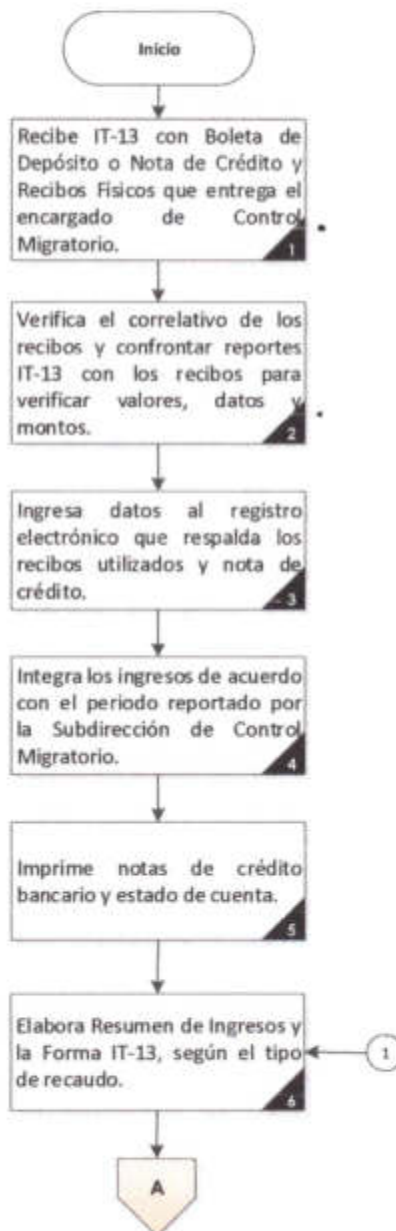 Inicio
Recibe IT-13 con Boleta de
Depósito o Nota de Crédito y
Recibos Físicos que entrega el
encargado de Control
Migratorio.
1
Verifica el correlativo de los
recibos y confrontar reportes
IT-13 con los recibos para
verificar valores, datos y
montos.
2
Ingresa datos al registro
electrónico que respalda los
recibos utilizados y nota de
crédito.
3
Integra los ingresos de acuerdo
con el periodo reportado por
la Subdirección de Control
Migratorio.
4
Imprime notas de crédito
bancario y estado de cuenta.
5
Elabora Resumen de Ingresos y
la Forma IT-13, según el tipo
de recaudo.
6
1
A